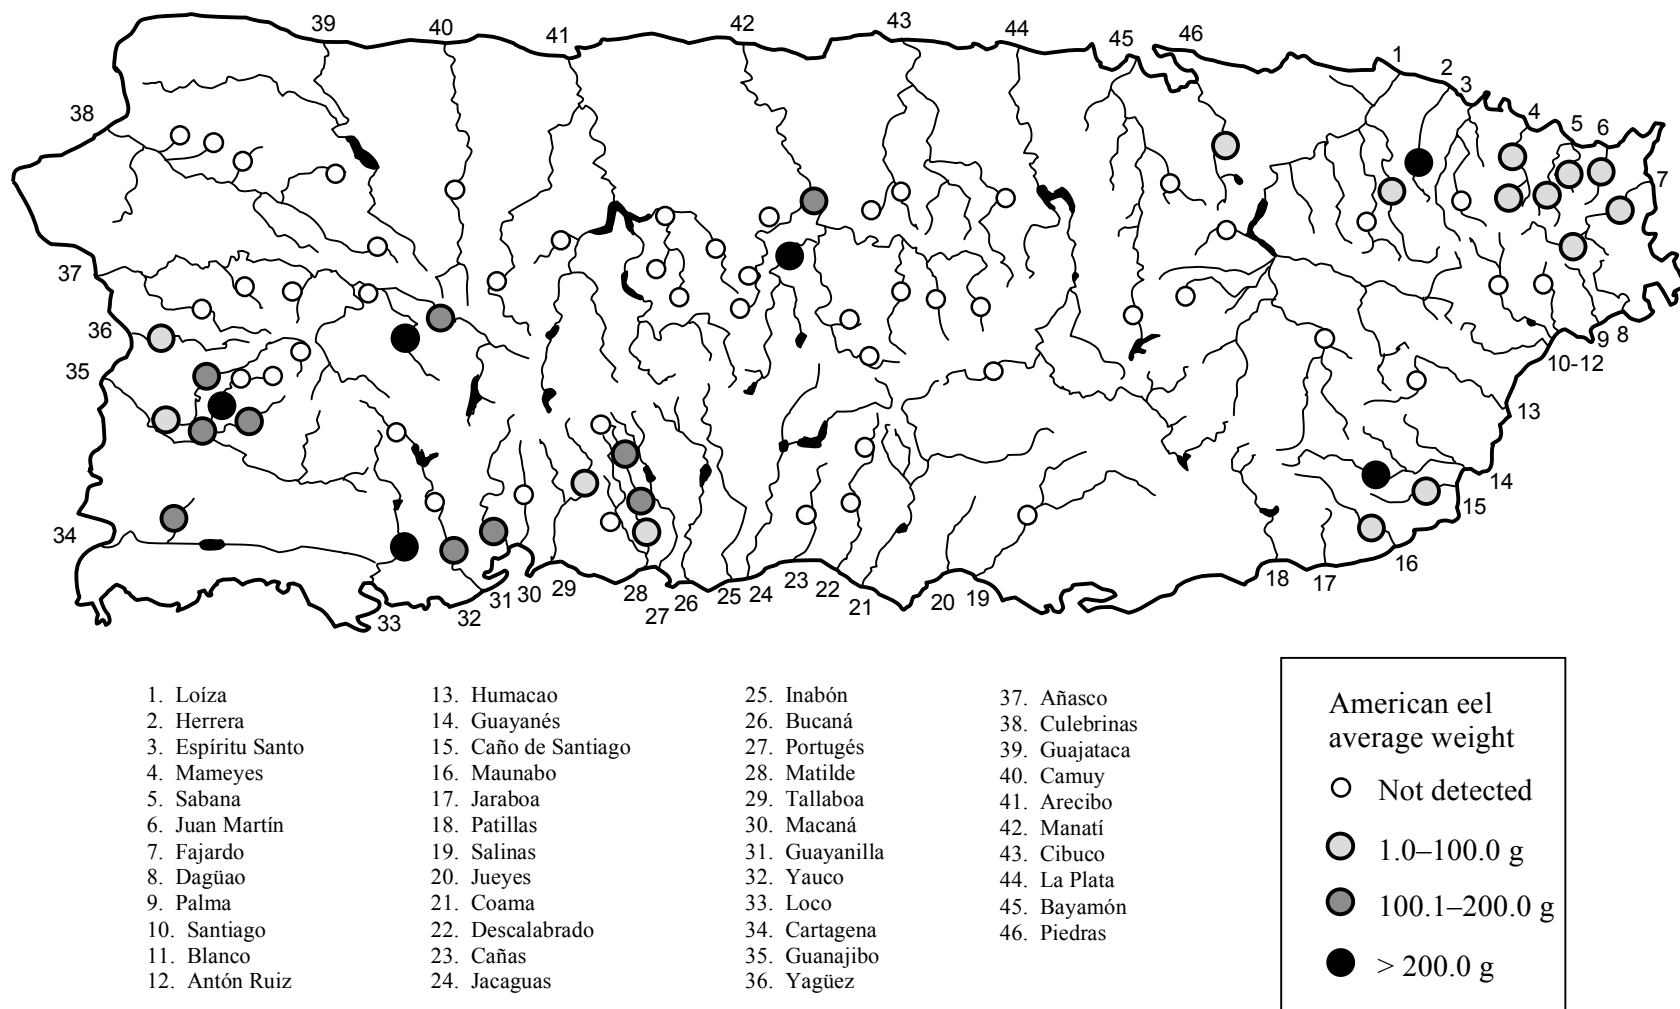 39
40
41
42
43
44
45
46
1
2
3
4
5
6
7
38
37
36
35
34
8
9
10-12
13
14
15
16
17
18
19
20
21
22
23
24
25
26
27
28
29
30
31
32
33
1. Loíza
2. Herrera
3. Espíritu Santo
4. Mameyes
5. Sabana
6. Juan Martín
7. Fajardo
8. Dagüao
9. Palma
10. Santiago
11. Blanco
12. Antón Ruiz
13. Humacao
14. Guayanés
15. Caño de Santiago
16. Maunabo
17. Jaraboa
18. Patillas
19. Salinas
20. Jueyes
21. Coama
22. Descalabrado
23. Cañas
24. Jacaguas
25. Inabón
26. Bucaná
27. Portugés
28. Matilde
29. Tallaboa
30. Macaná
31. Guayanilla
32. Yauco
33. Loco
34. Cartagena
35. Guanajibo
36. Yagüez
37. Añasco
38. Culebrinas
39. Guajataca
40. Camuy
41. Arecibo
42. Manatí
43. Cibuco
44. La Plata
45. Bayamón
46. Piedras
American eel
average weight
Not detected
1.0–100.0 g
100.1–200.0 g
> 200.0 g